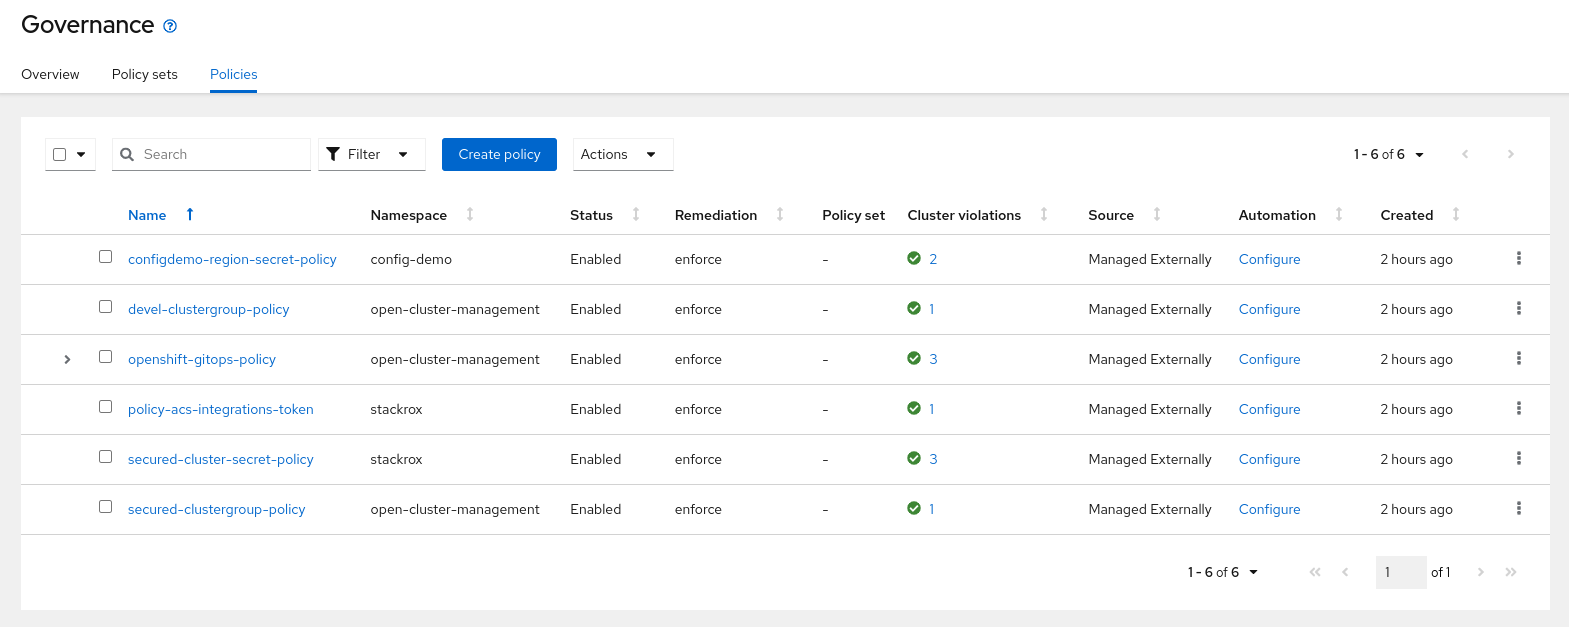 Governance
Overview Policy sets Policies
Search Filter Create policy Actions 1 - 6 of 6
Name Namespace Status Remediation Policy set Cluster violations Source Automation Created
configdemo-region-secret-policy config-demo Enabled enforce - 2 Managed Externally Configure 2 hours ago
devel-clustergroup-policy open-cluster-management Enabled enforce - 1 Managed Externally Configure 2 hours ago
openshift-gitops-policy open-cluster-management Enabled enforce - 3 Managed Externally Configure 2 hours ago
policy-acs-integrations-token stackrox Enabled enforce - 1 Managed Externally Configure 2 hours ago
secured-cluster-secret-policy stackrox Enabled enforce - 3 Managed Externally Configure 2 hours ago
secured-clustergroup-policy open-cluster-management Enabled enforce - 1 Managed Externally Configure 2 hours ago
1 - 6 of 6 1 of 1